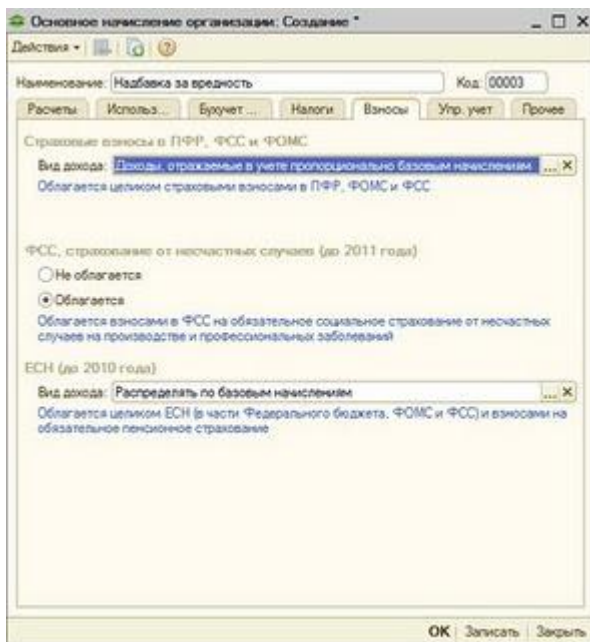 Основное начисление организации: Создание *
Действия
Наименование: Надбавка за вредность Код: 00003
Расчеты Использ... Бухучет ... Налоги Взносы Упр. учет Прочее
Страховые взносы в ПФР, ФСС и ФОМС
Вид дохода: Доходы, отражаемые в учете пропорционально базовым начислениям ... ×
Облагается целиком страховыми взносами в ПФР, ФОМС и ФСС
ФСС, страхование от несчастных случаев (до 2011 года)
Не облагается
Облагается
Облагается взносами в ФСС на обязательное социальное страхование от несчастных
случаев на производстве и профессиональных заболеваний
ЕСН (до 2010 года)
Вид дохода: Распределять по базовым начислениям ... ×
Облагается целиком ЕСН (в части Федерального бюджета, ФОМС и ФСС) и взносами на
обязательное пенсионное страхование
OK Записать Закрыть